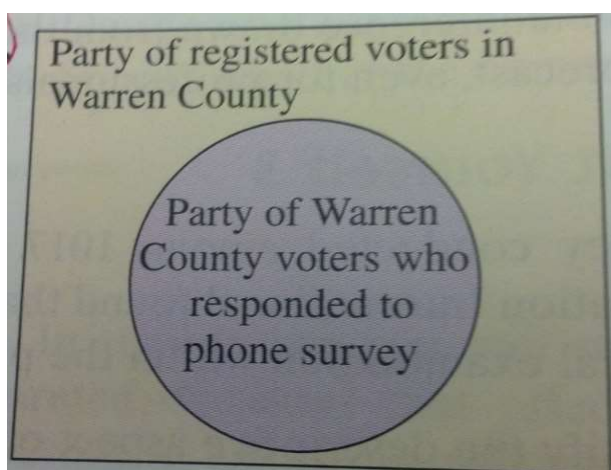 Party of registered voters in
Warren County
Party of Warren
County voters who
responded to
phone survey